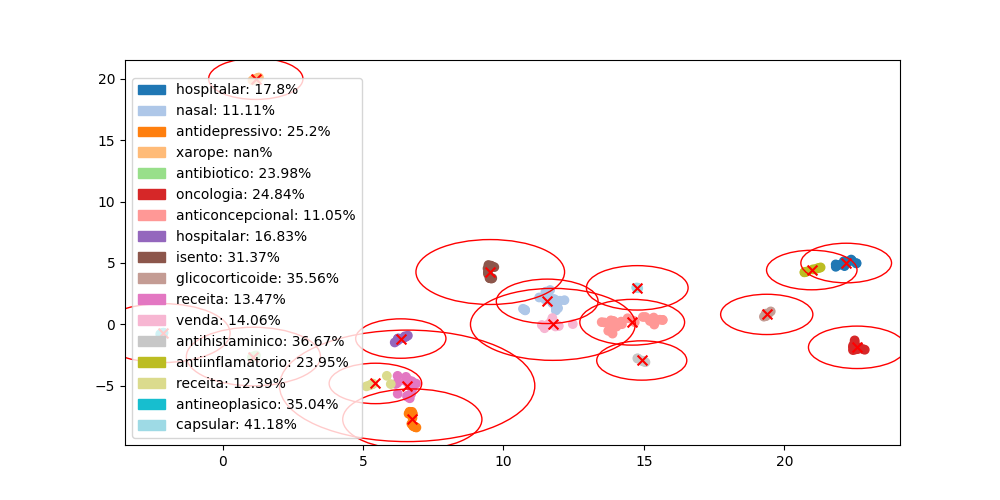 20
15
10
5
0
−5
hospitalar: 17.8%
nasal: 11.11%
antidepressivo: 25.2%
xarope: nan%
antibiotico: 23.98%
oncologia: 24.84%
anticoncepcional: 11.05%
hospitalar: 16.83%
isento: 31.37%
glicocorticoide: 35.56%
receita: 13.47%
venda: 14.06%
antihistaminico: 36.67%
antinflamatorio: 23.95%
receita: 12.39%
antineoplasico: 35.04%
capsular: 41.18%
0 5 10 15 20